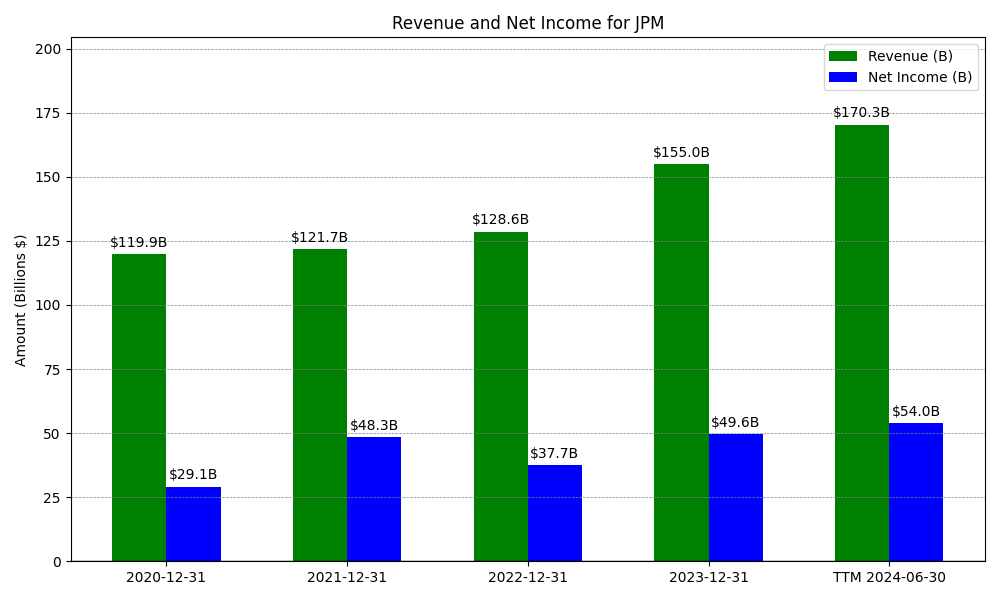 Revenue and Net Income for JPM
Revenue (B)
Net Income (B)
Amount (Billions $)
200
175
150
125
100
75
50
25
0
$119.9B
$29.1B
$121.7B
$48.3B
$128.6B
$37.7B
$155.0B
$49.6B
$170.3B
$54.0B
2020-12-31
2021-12-31
2022-12-31
2023-12-31
TTM 2024-06-30